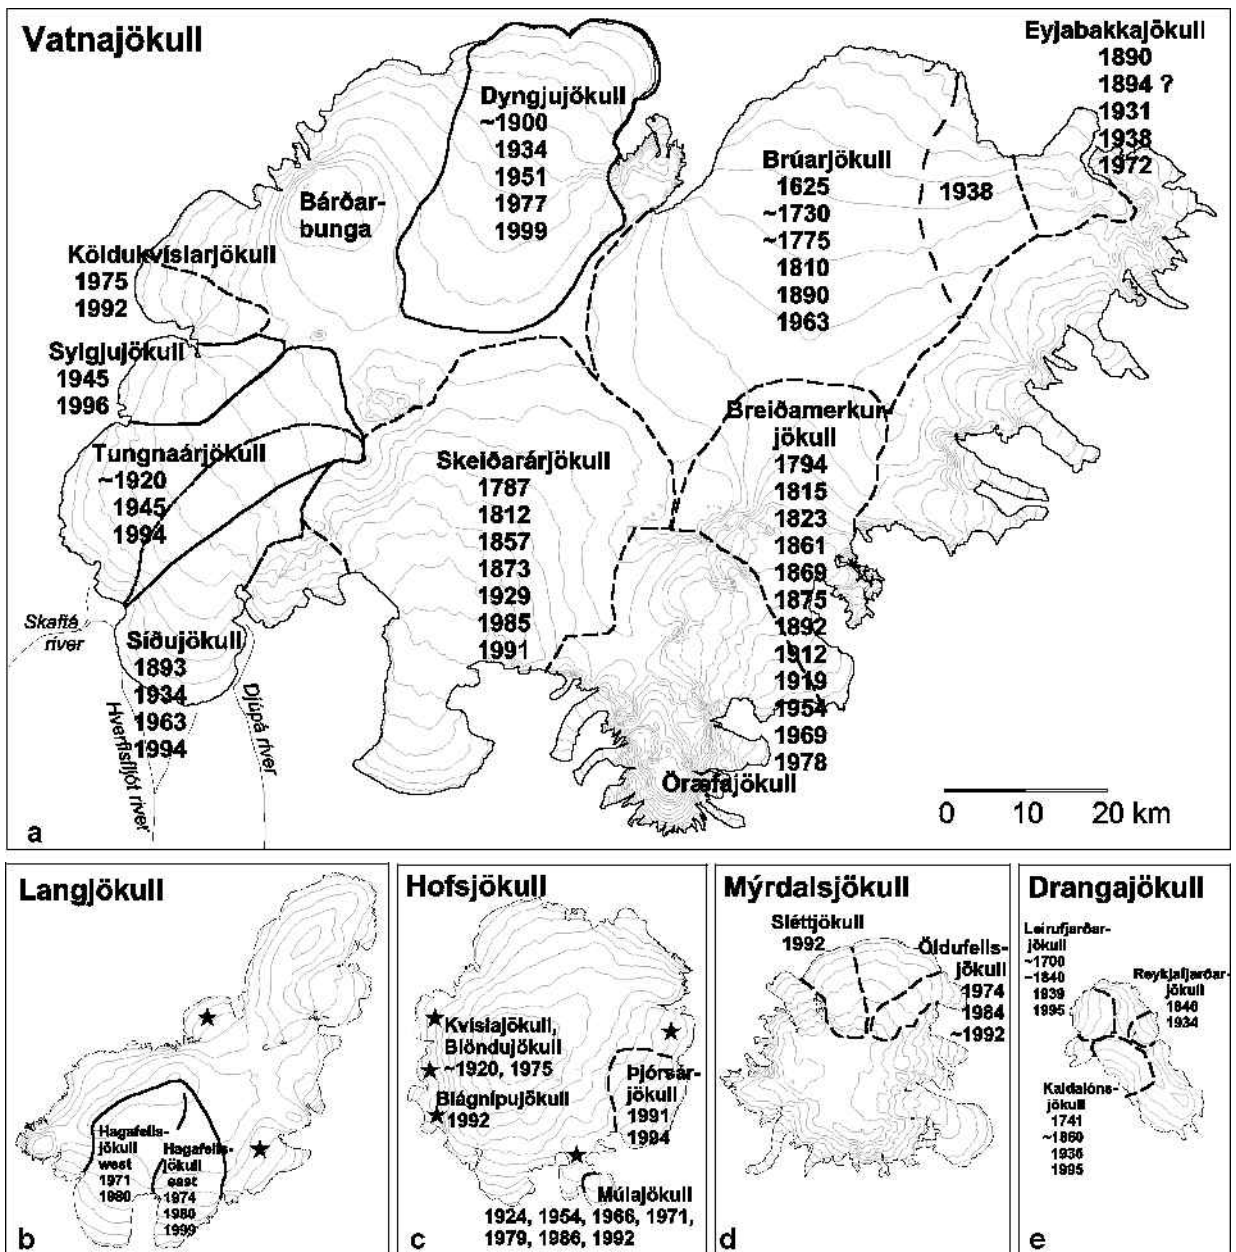 Vatnajökull
Eyjabakkajökull
1890
1894 ?
1931
1938
1972
Dyngjujökull
~1900
1934
1951
1977
1999
Brúarjökull
1625
~1730
~1775
1810
1890
1963
1938
Bárðar-
bunga
Köldukvíslarjökull
1975
1992
Sylgjujökull
1945
1996
Tungnaárjökull
~1920
1945
1994
Skeiðarárjökull
1787
1812
1857
1873
1929
1985
1991
Breiðamerkur-
jökull
1794
1815
1823
1861
1869
1875
1892
1912
1919
1954
1969
1978
Skaftá
river
Síðujökull
1893
1934
1963
1994
Hverfisfljót river
Djúpá river
Öræfajökull
0 10 20 km
a
Langjökull
Hagafells-
jökull
west
1971
1980
Hagafells-
jökull
east
1974
1980
1999
b
Hofsjökull
Kvíslajökull,
Blöndujökull
~1920, 1975
Blágnípujökull
1992
Þjórsár-
jökull
1991
1994
Múlajökull
1924, 1954, 1966, 1971,
1979, 1986, 1992
c
Mýrdalsjökull
Sléttjökull
1992
Öldufells-
jökull
1974
1984
~1992
d
Drangajökull
Leirufjarðar-
jökull
~1700
~1840
1939
1995
Reykjafjarðar-
jökull
1846
1934
Kaldalóns-
jökull
1741
~1860
1936
1995
e